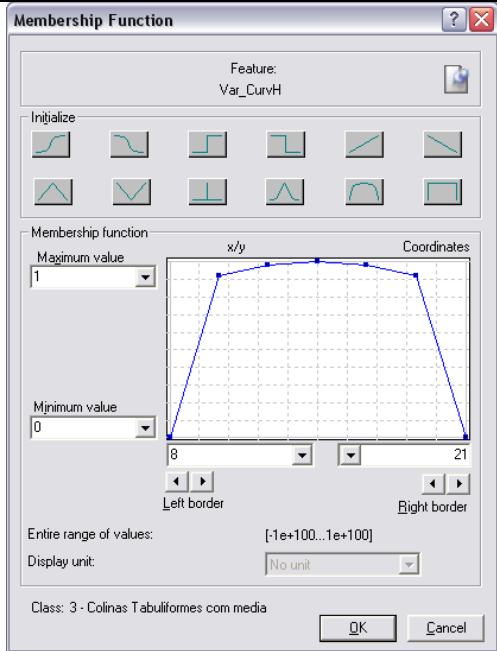 Membership Function
Feature:
Var_CurvH
Initialize
Membership function
Maximum value
x/y
Coordinates
1
Minimum value
0
8
21
Left border
Right border
Entire range of values:
[-1e+100...1e+100]
Display unit:
No unit
Class: 3 - Colinas Tabuliformes com media
OK
Cancel